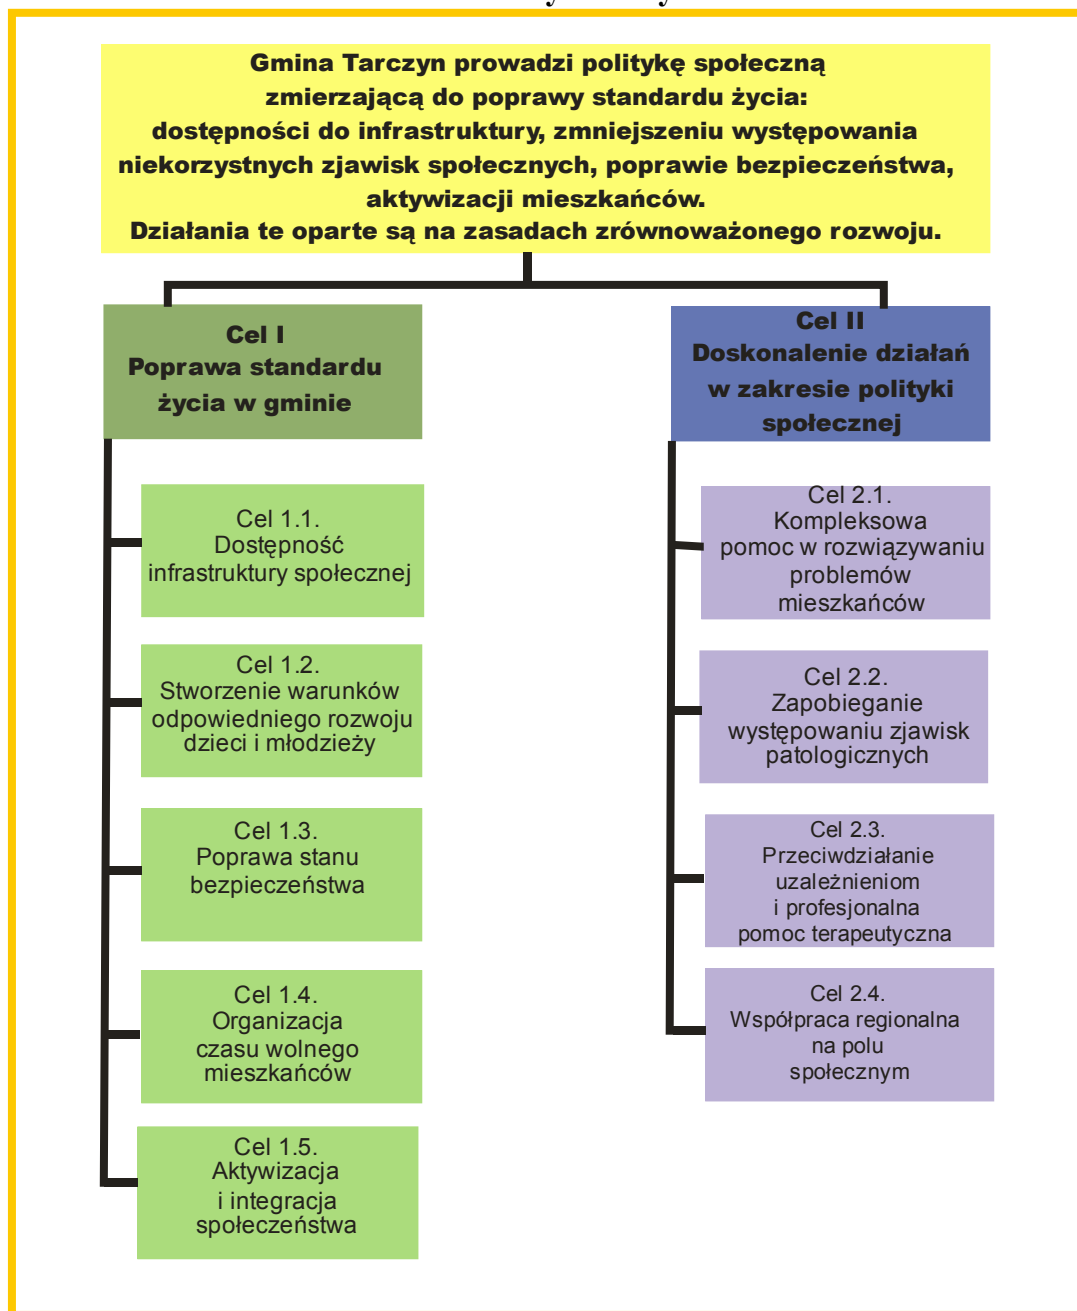 Gmina Tarczyn prowadzi politykę społeczną
zmierzającą do poprawy standardu życia:
dostępności do infrastruktury, zmniejszeniu występowania
niekorzystnych zjawisk społecznych, poprawie bezpieczeństwa,
aktywizacji mieszkańców.
Działania te oparte są na zasadach zrównoważonego rozwoju.
Cel I
Poprawa standardu
życia w gminie
Cel 1.1.
Dostępność
infrastruktury społecznej
Cel 1.2.
Stworzenie warunków
odpowiedniego rozwoju
dzieci i młodzieży
Cel 1.3.
Poprawa stanu
bezpieczeństwa
Cel 1.4.
Organizacja
czasu wolnego
mieszkańców
Cel 1.5.
Aktywizacja
i integracja
społeczeństwa
Cel II
Doskonalenie działań
w zakresie polityki
społecznej
Cel 2.1.
Kompleksowa
pomoc w rozwiązywaniu
problemów
mieszkańców
Cel 2.2.
Zapobieganie
występowaniu zjawisk
patologicznych
Cel 2.3.
Przeciwdziałanie
uzależnieniom
i profesjonalna
pomoc terapeutyczna
Cel 2.4.
Współpraca regionalna
na polu
społecznym